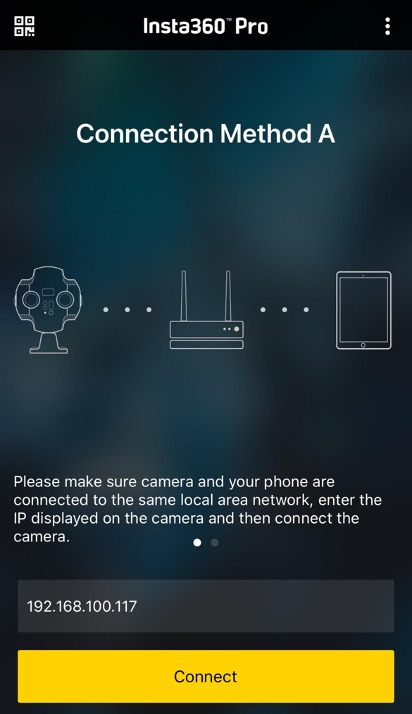 Insta360™ Pro
Connection Method A
Please make sure camera and your phone are
connected to the same local area network, enter the
IP displayed on the camera and then connect the
camera.
192.168.100.117
Connect